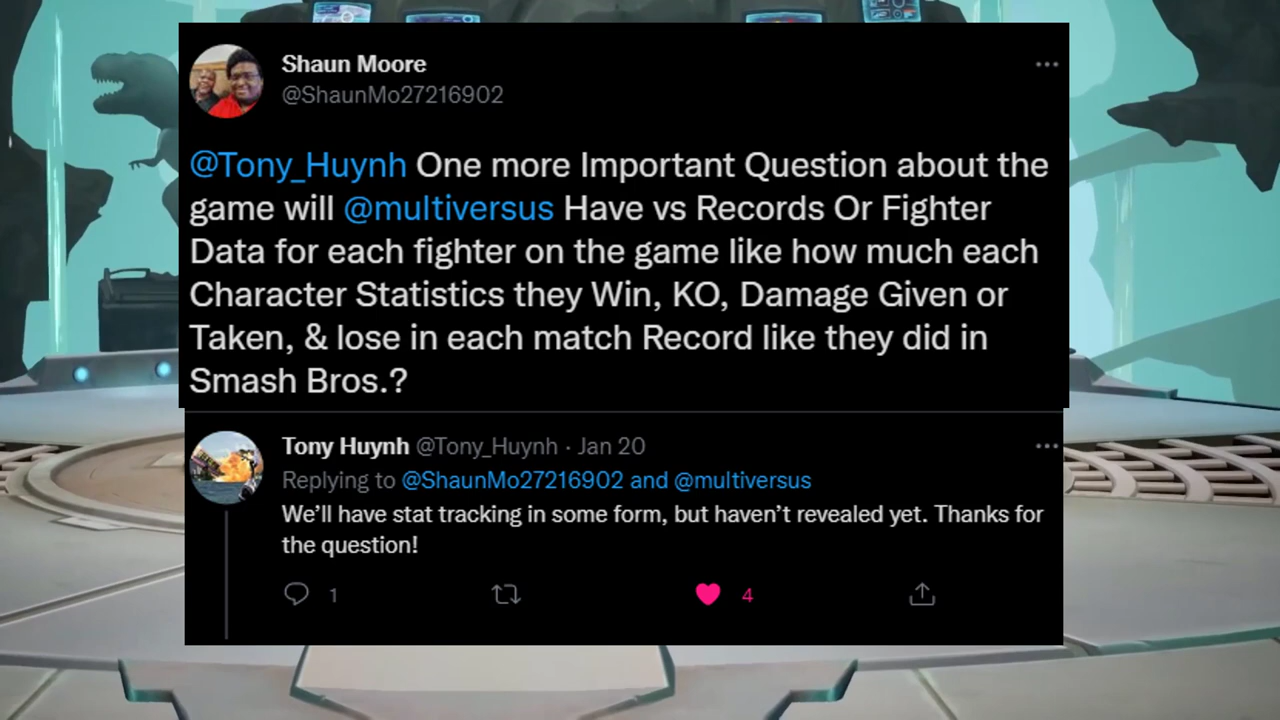 Shaun Moore
@ShaunMo27216902
@Tony_Huynh One more Important Question about the
game will @multiversus Have vs Records Or Fighter
Data for each fighter on the game like how much each
Character Statistics they Win, KO, Damage Given or
Taken, & lose in each match Record like they did in
Smash Bros.?
Tony Huynh @Tony_Huynh · Jan 20
Replying to @ShaunMo27216902 and @multiversus
We’ll have stat tracking in some form, but haven’t revealed yet. Thanks for
the question!
1 4